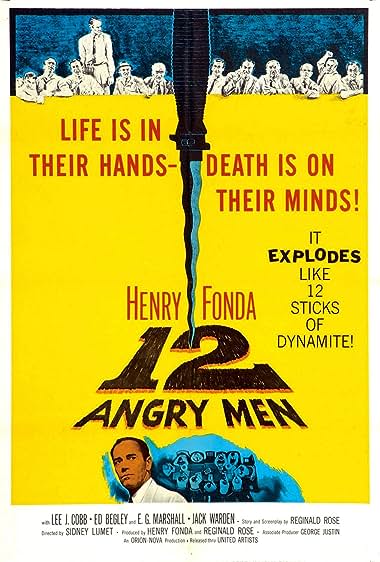 LIFE IS IN
THEIR HANDS- DEATH IS ON
THEIR MINDS!
IT
EXPLODES
LIKE
12
STICKS
OF
DYNAMITE!
HENRY FONDA
12
ANGRY MEN
with LEE J. COBB · ED BEGLEY and E. G. MARSHALL · JACK WARDEN · Story and Screenplay by REGINALD ROSE
Directed by SIDNEY LUMET · Produced by HENRY FONDA and REGINALD ROSE · Associate Producer GEORGE JUSTIN
An ORION-NOVA Production · Released thru UNITED ARTISTS